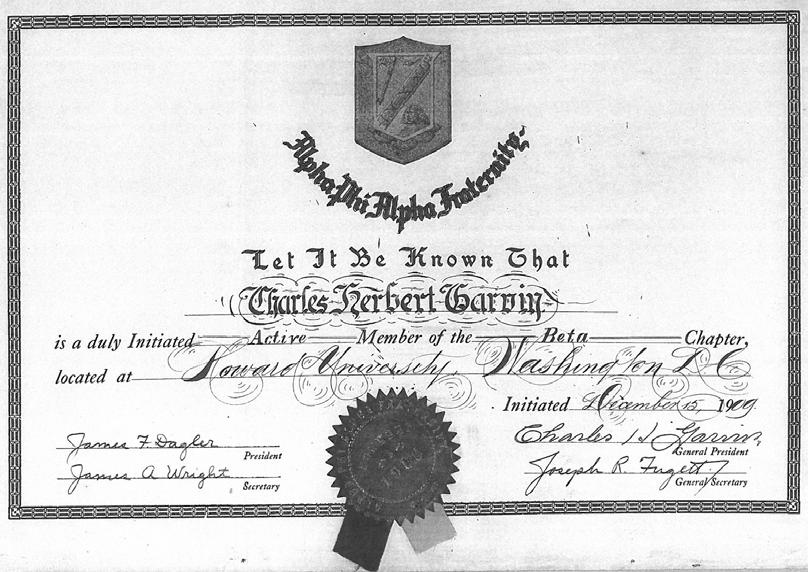 Alpha Phi Alpha Fraternity
Let It Be Known That
Charles Herbert Garvin
is a duly Initiated Active Member of the Beta Chapter,
located at Howard University, Washington D C
Initiated December 15, 1909
James F Dagler
President
Charles H Garvin
General President
James A Wright
Secretary
Joseph R. Fugett
General Secretary